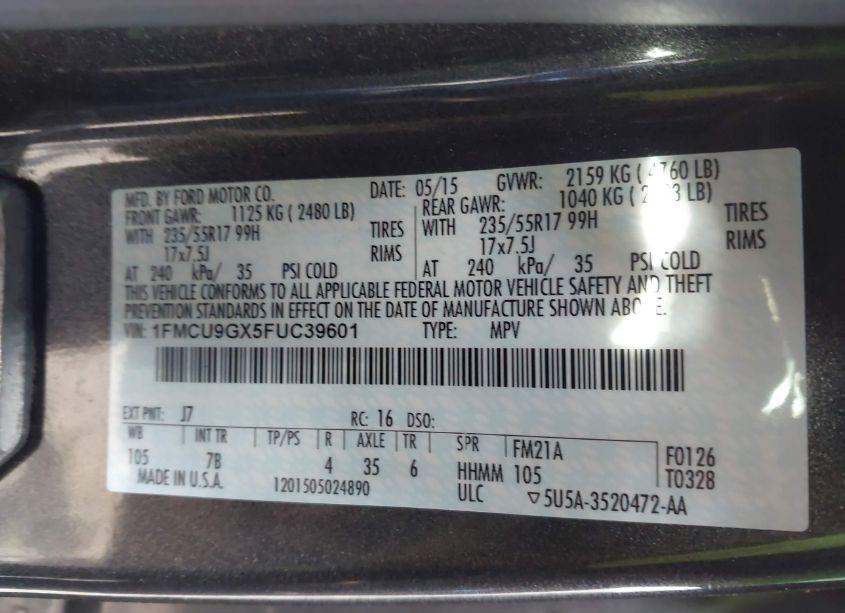 MFD. BY FORD MOTOR CO. DATE: 05/15 GVWR: 2159 KG ( 4760 LB)
FRONT GAWR: 1125 KG ( 2480 LB) REAR GAWR: 1040 KG ( LB)
WITH 235/55R17 99H TIRES WITH 235/55R17 99H TIRES
17x7.5J RIMS 17x7.5J RIMS
AT 240 kPa/ 35 PSI COLD AT 240 kPa/ 35 PSI COLD
THIS VEHICLE CONFORMS TO ALL APPLICABLE FEDERAL MOTOR VEHICLE SAFETY AND THEFT
PREVENTION STANDARDS IN EFFECT ON THE DATE OF MANUFACTURE SHOWN ABOVE.
VIN: 1FMCU9GX5FUC39601 TYPE: MPV
EXT PNT: J7 RC: 16 DSO:
WB INT TR TP/PS R AXLE TR SPR FM21A F0126
105 7B 4 35 6 HHMM 105 T0328
MADE IN U.S.A. 1201505024890 ULC ▽5U5A-3520472-AA